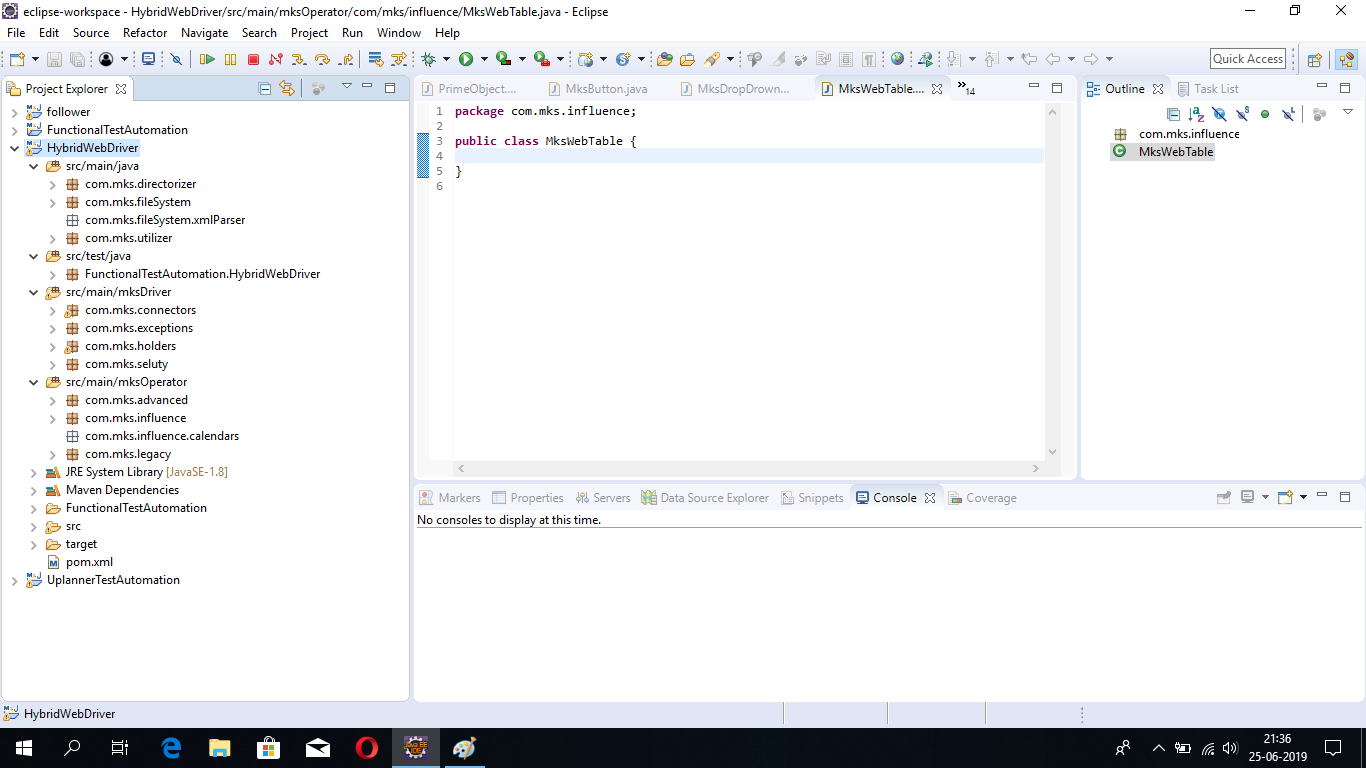 eclipse-workspace - HybridWebDriver/src/main/mksOperator/com/mks/influence/MksWebTable.java - Eclipse
File Edit Source Refactor Navigate Search Project Run Window Help
Quick Access
Project Explorer
follower
FunctionalTestAutomation
HybridWebDriver
src/main/java
com.mks.directorizer
com.mks.fileSystem
com.mks.fileSystem.xmlParser
com.mks.utilizer
src/test/java
FunctionalTestAutomation.HybridWebDriver
src/main/mksDriver
com.mks.connectors
com.mks.exceptions
com.mks.holders
com.mks.seluty
src/main/mksOperator
com.mks.advanced
com.mks.influence
com.mks.influence.calendars
com.mks.legacy
JRE System Library [JavaSE-1.8]
Maven Dependencies
FunctionalTestAutomation
src
target
pom.xml
UplannerTestAutomation
PrimeObject.... MksButton.java MksDropDrown... MksWebTable.... »14
1 package com.mks.influence;
2
3 public class MksWebTable {
4
5 }
6
Outline Task List
com.mks.influence
MksWebTable
Markers Properties Servers Data Source Explorer Snippets Console Coverage
No consoles to display at this time.
HybridWebDriver
21:36
25-06-2019